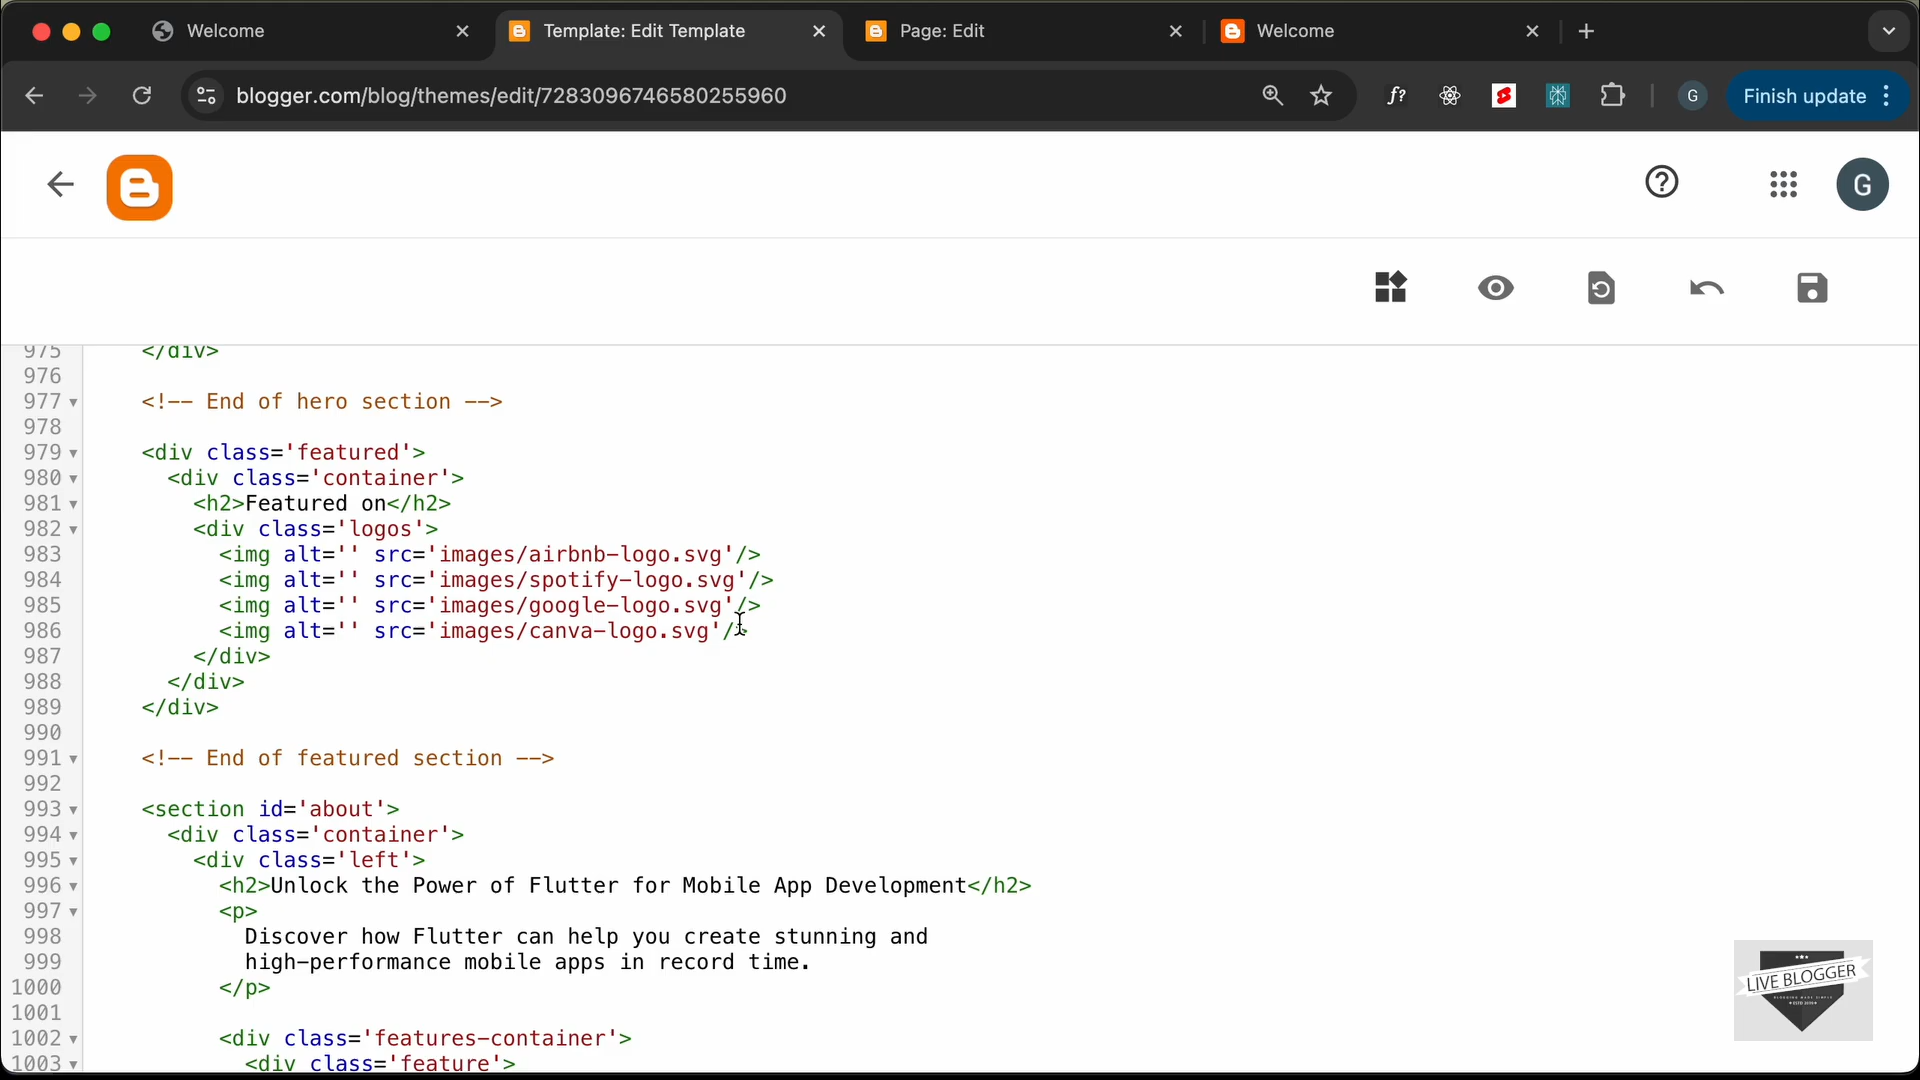 Welcome
Template: Edit Template
Page: Edit
Welcome
blogger.com/blog/themes/edit/7283096746580255960
f?
G
Finish update
G
975 </div>
976
977 <!-- End of hero section -->
978
979 <div class='featured'>
980 <div class='container'>
981 <h2>Featured on</h2>
982 <div class='logos'>
983 <img alt='' src='images/airbnb-logo.svg'/>
984 <img alt='' src='images/spotify-logo.svg'/>
985 <img alt='' src='images/google-logo.svg'/>
986 <img alt='' src='images/canva-logo.svg'/>
987 </div>
988 </div>
989 </div>
990
991 <!-- End of featured section -->
992
993 <section id='about'>
994 <div class='container'>
995 <div class='left'>
996 <h2>Unlock the Power of Flutter for Mobile App Development</h2>
997 <p>
998 Discover how Flutter can help you create stunning and
999 high-performance mobile apps in record time.
1000 </p>
1001
1002 <div class='features-container'>
1003 <div class='feature'>
LIVE BLOGGER